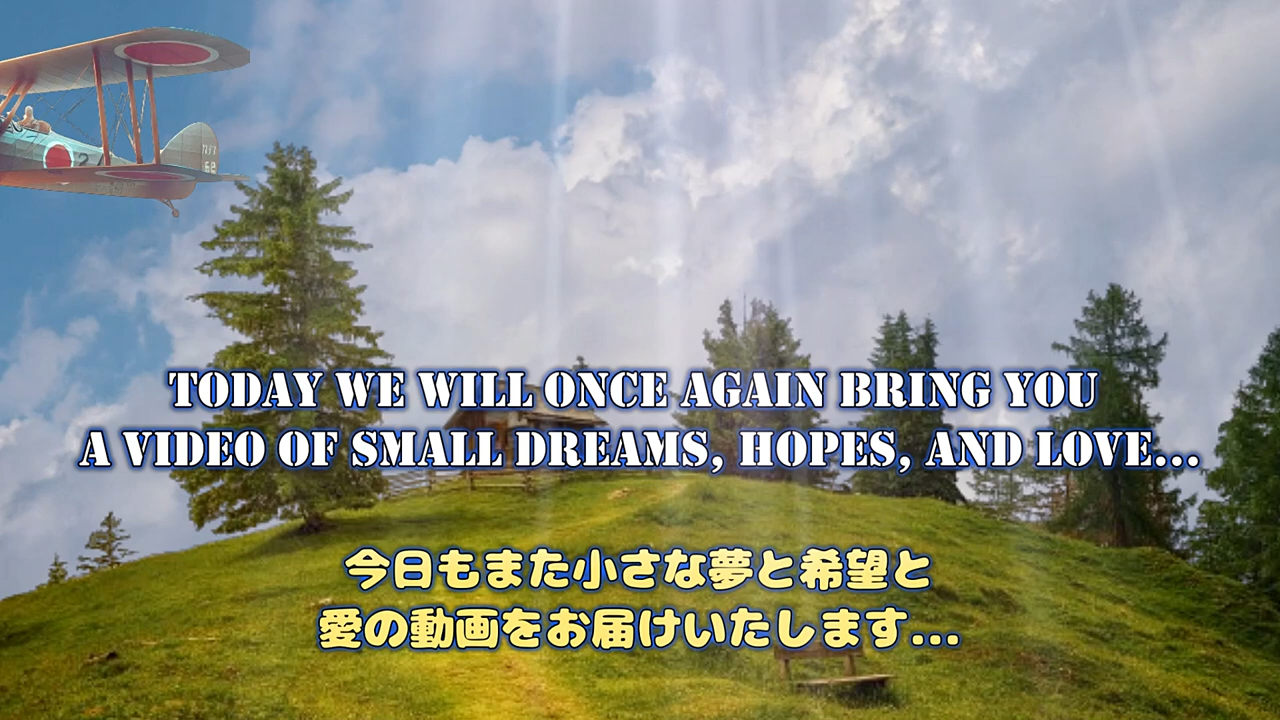 TODAY WE WILL ONCE AGAIN BRING YOU
A VIDEO OF SMALL DREAMS, HOPES, AND LOVE...
今日もまた小さな夢と希望と
愛の動画をお届けいたします...